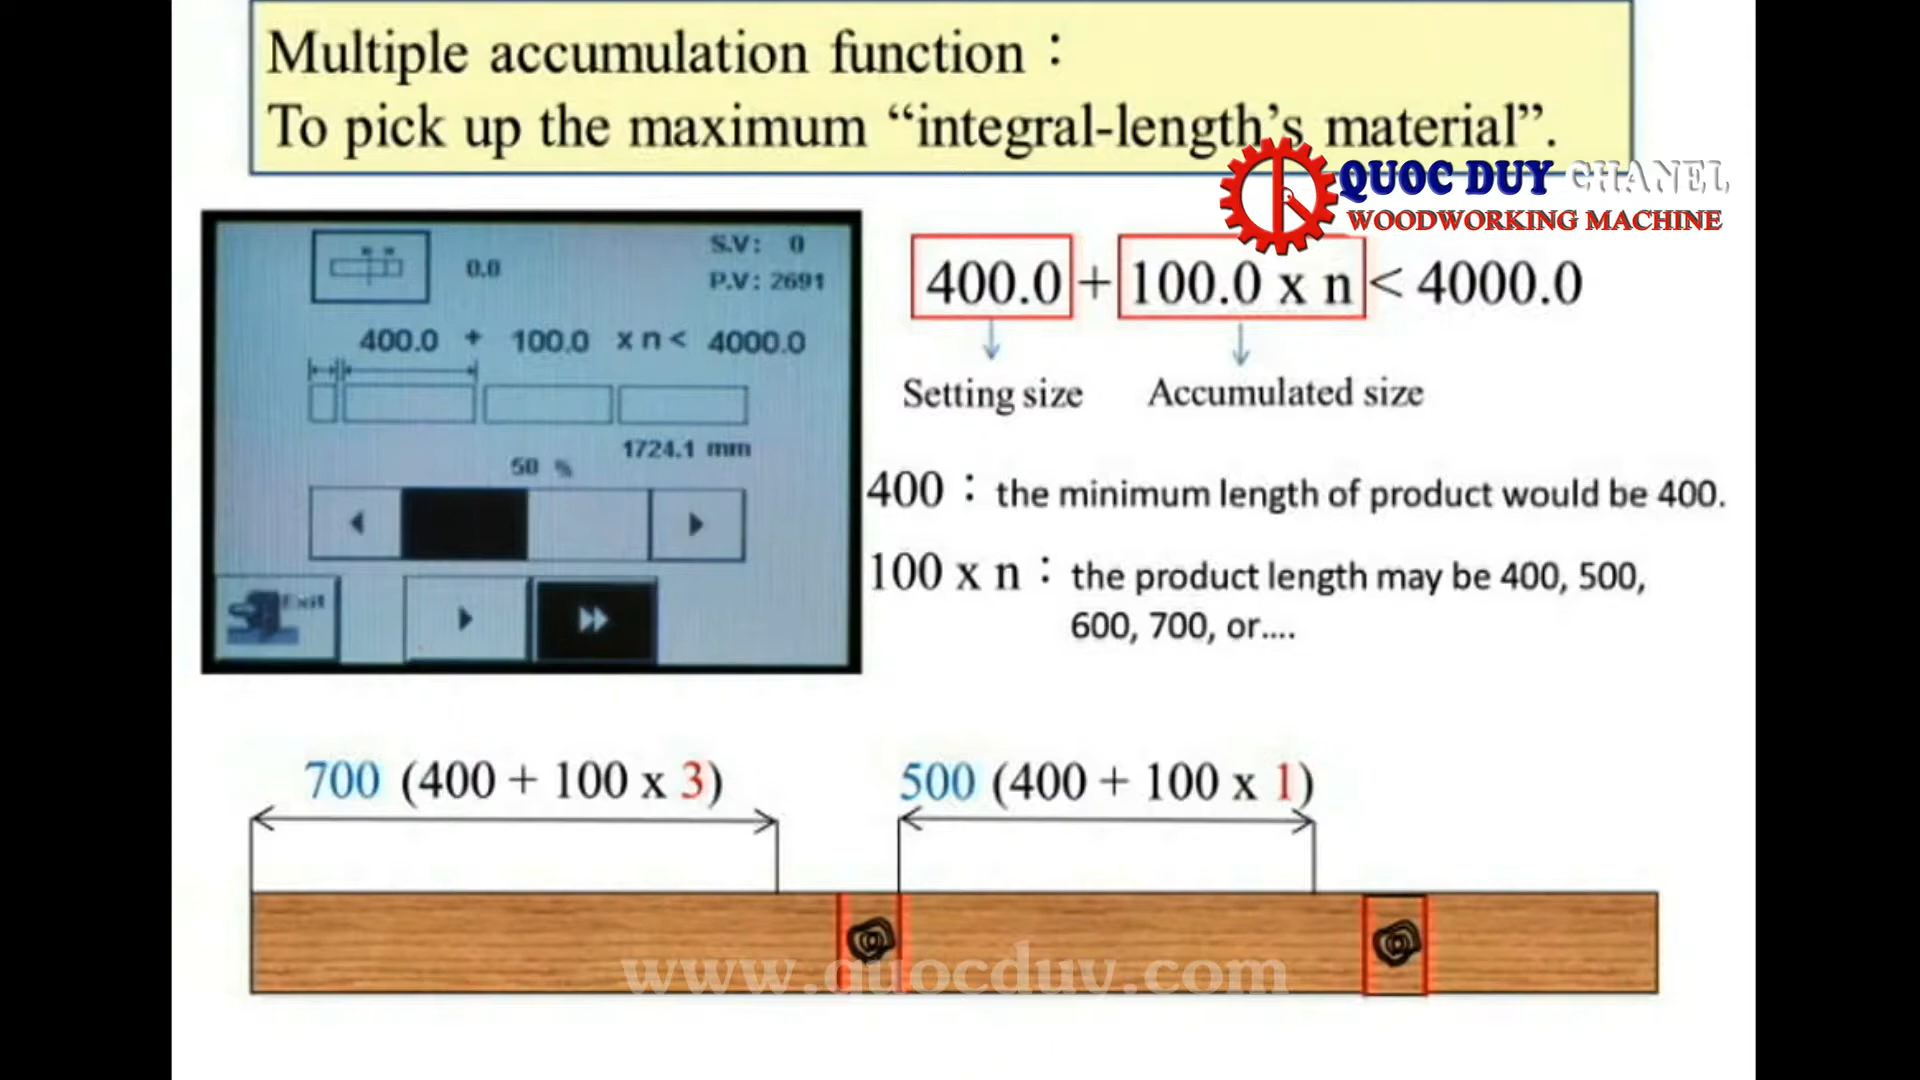 Multiple accumulation function：
To pick up the maximum “integral-length’s material”.
QUOC DUY CHANEL
WOODWORKING MACHINE
0.0
S.V: 0
P.V: 2691
400.0 + 100.0 x n < 4000.0
1724.1 mm
50 %
Exit
400.0 + 100.0 x n < 4000.0
Setting size
Accumulated size
400：the minimum length of product would be 400.
100 x n：the product length may be 400, 500,
600, 700, or....
700 (400 + 100 x 3)
500 (400 + 100 x 1)
www.quocduy.com